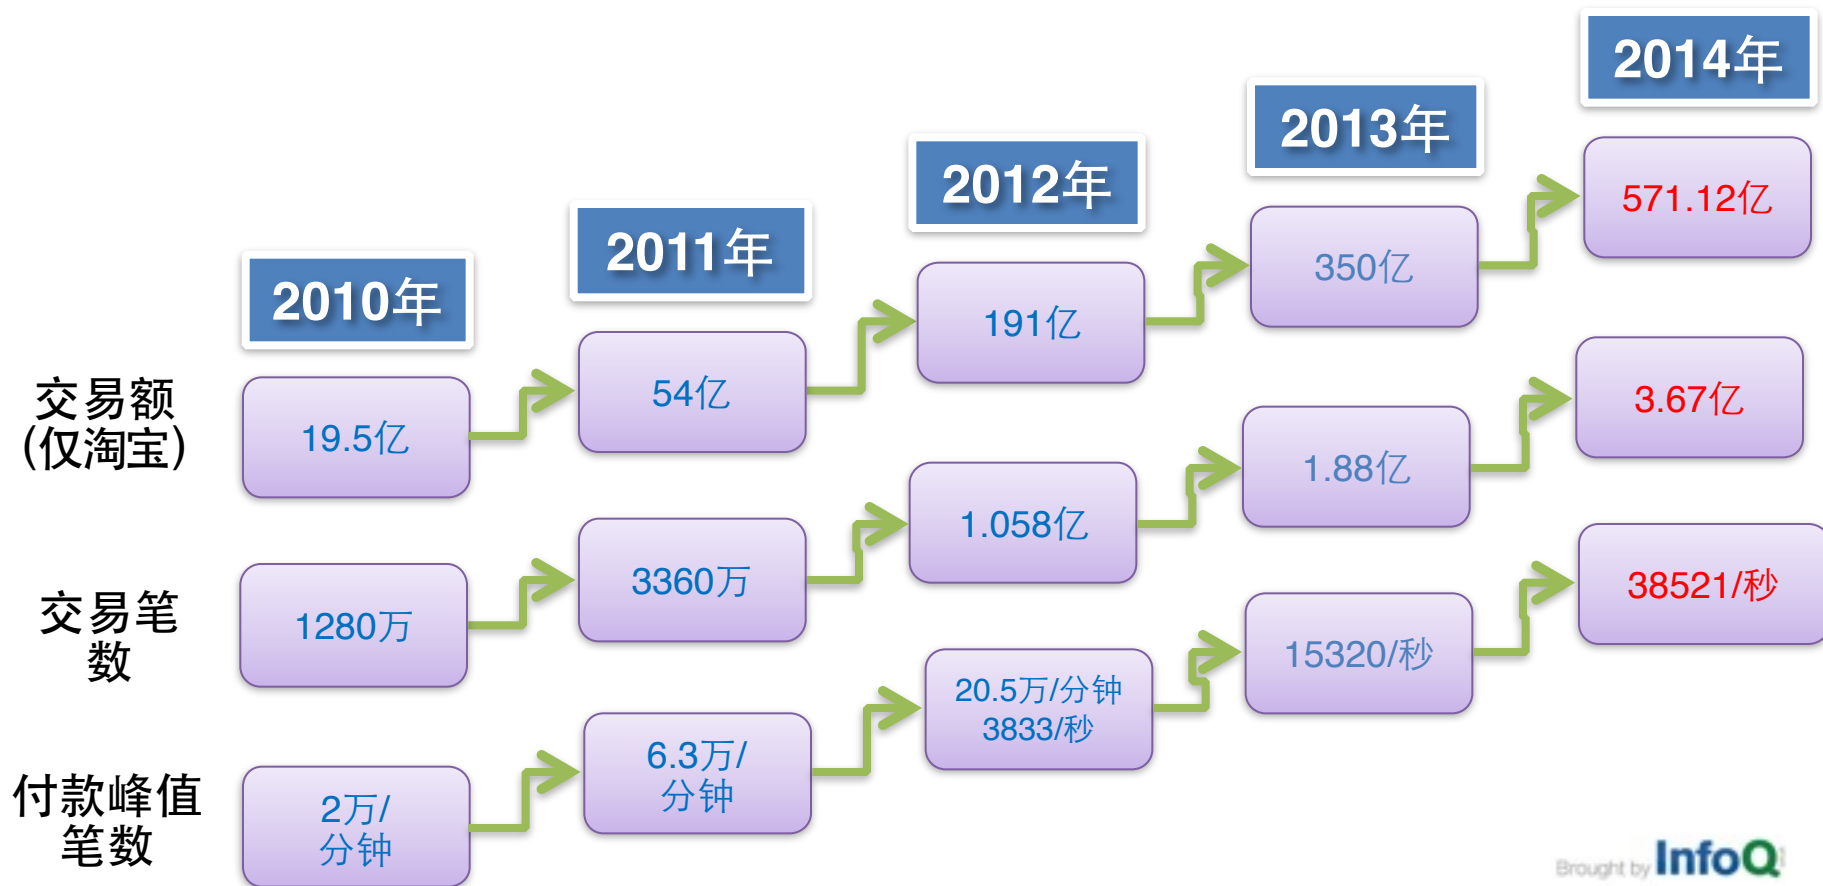 2010年
2011年
2012年
2013年
2014年
交易额
(仅淘宝)
19.5亿
54亿
191亿
350亿
571.12亿
交易笔
数
1280万
3360万
1.058亿
1.88亿
3.67亿
付款峰值
笔数
2万/
分钟
6.3万/
分钟
20.5万/分钟
3833/秒
15320/秒
38521/秒
Brought by InfoQ